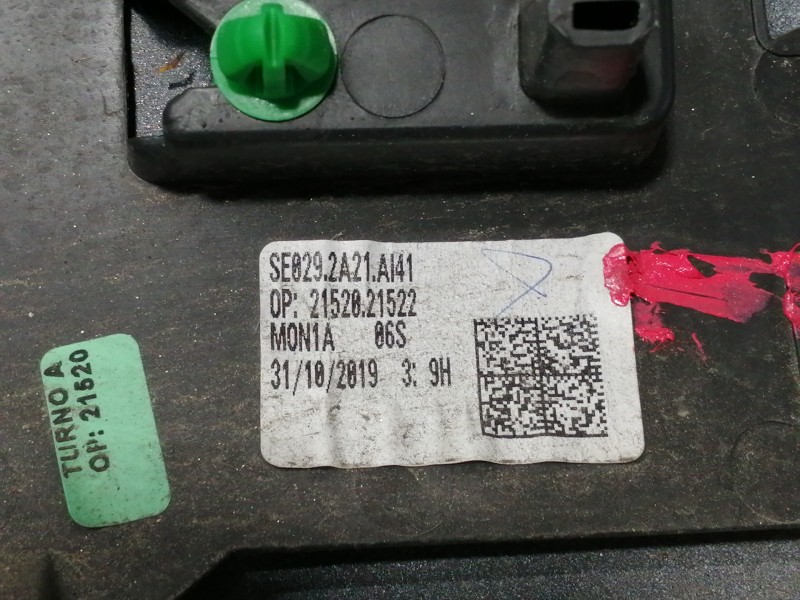 SE029.2A21.AI41
OP: 21520.21522
MON1A 06S
31/10/2019 3: 9H
TURNO A
OP: 21520